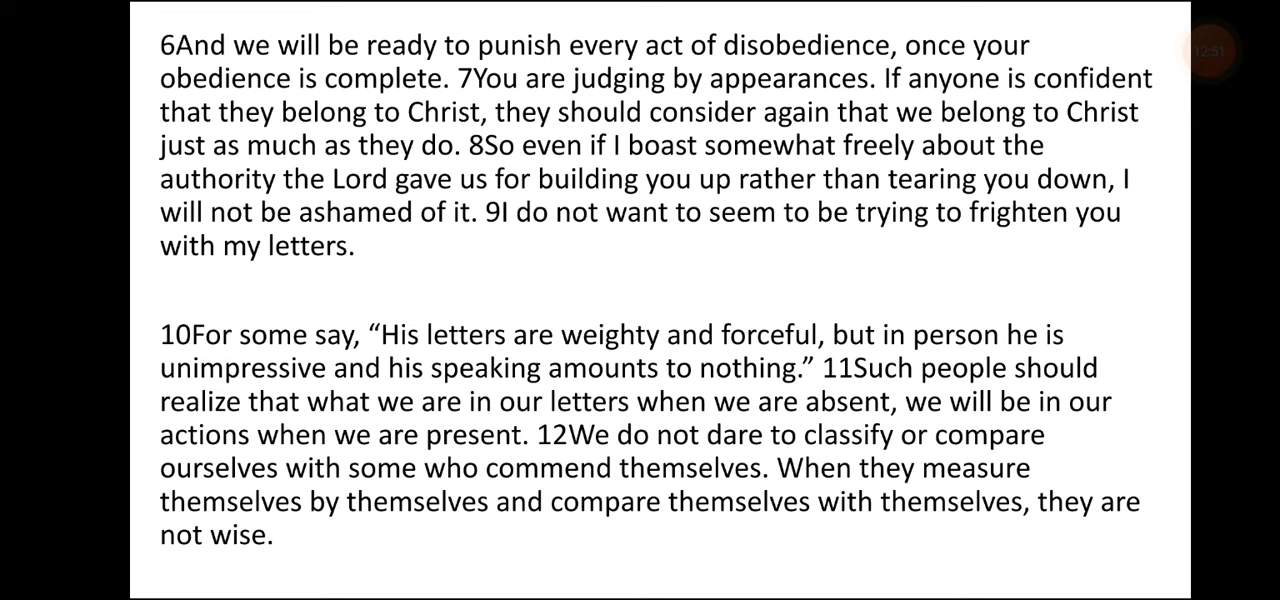 6And we will be ready to punish every act of disobedience, once your
obedience is complete. 7You are judging by appearances. If anyone is confident
that they belong to Christ, they should consider again that we belong to Christ
just as much as they do. 8So even if I boast somewhat freely about the
authority the Lord gave us for building you up rather than tearing you down, I
will not be ashamed of it. 9I do not want to seem to be trying to frighten you
with my letters.
10For some say, “His letters are weighty and forceful, but in person he is
unimpressive and his speaking amounts to nothing.” 11Such people should
realize that what we are in our letters when we are absent, we will be in our
actions when we are present. 12We do not dare to classify or compare
ourselves with some who commend themselves. When they measure
themselves by themselves and compare themselves with themselves, they are
not wise.
12:51